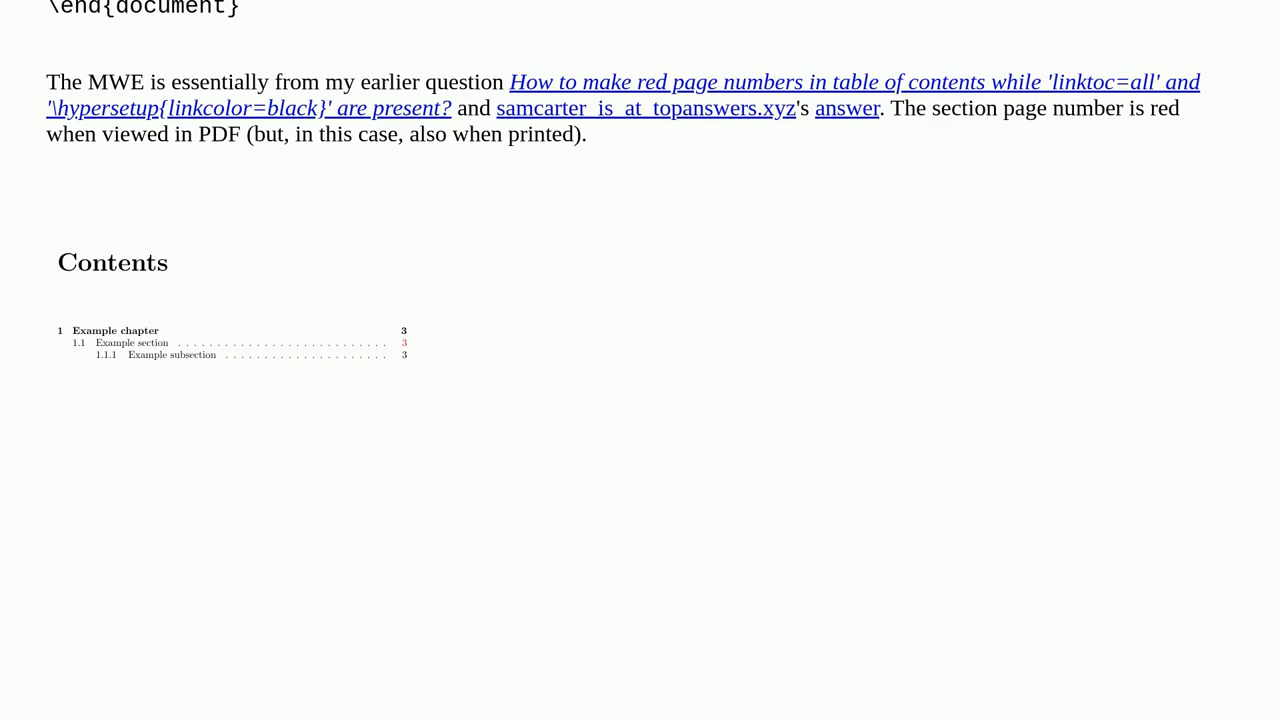 \end{document}
The MWE is essentially from my earlier question How to make red page numbers in table of contents while 'linktoc=all' and
'\hypersetup{linkcolor=black}' are present? and samcarter_is_at_topanswers.xyz's answer. The section page number is red
when viewed in PDF (but, in this case, also when printed).
Contents
1 Example chapter 3
1.1 Example section . . . . . . . . . . . . . . . . . . . . . . . . . . . 3
1.1.1 Example subsection . . . . . . . . . . . . . . . . . . . . . 3